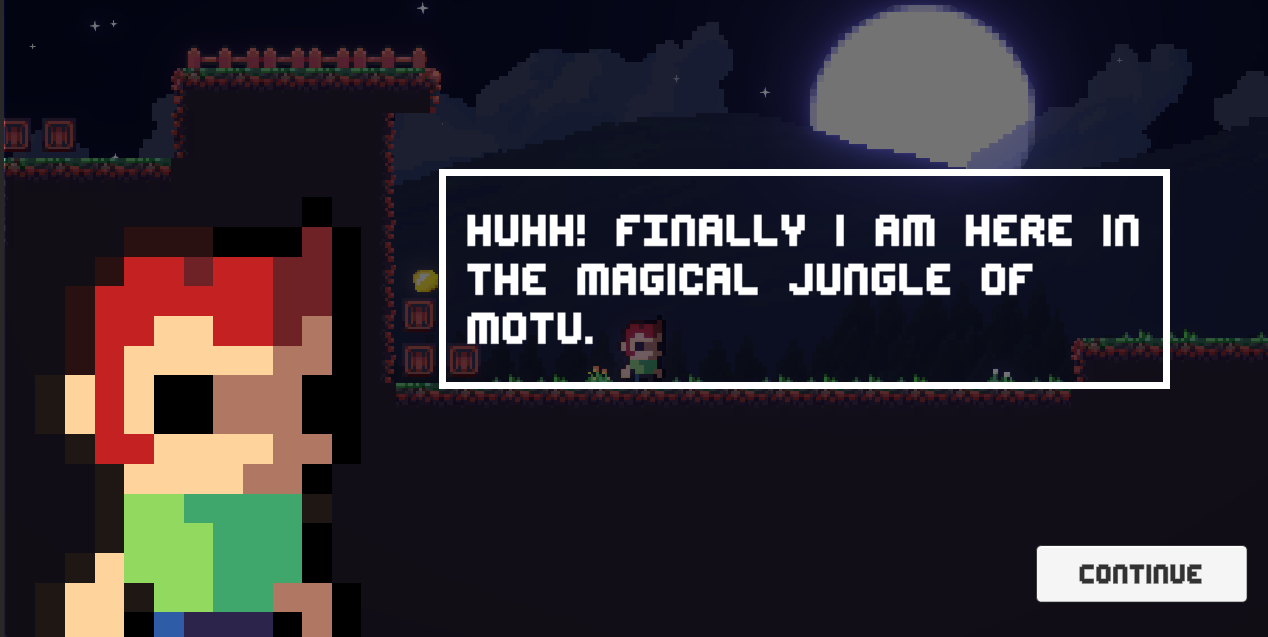 HUHH! FINALLY I AM HERE IN
THE MAGICAL JUNGLE OF
MOTU.
CONTINUE